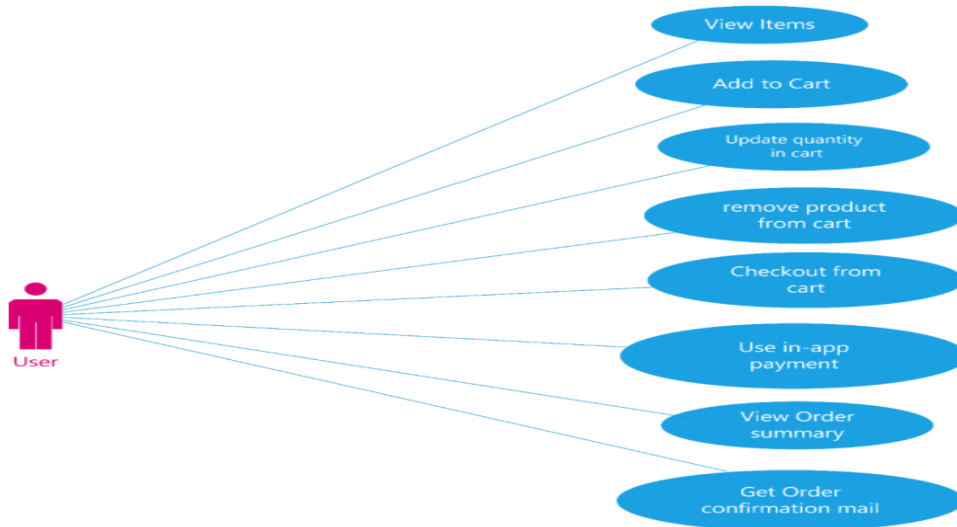 View Items
Add to Cart
Update quantity
in cart
remove product
from cart
Checkout from
cart
User
Use in-app
payment
View Order
summary
Get Order
confirmation mail